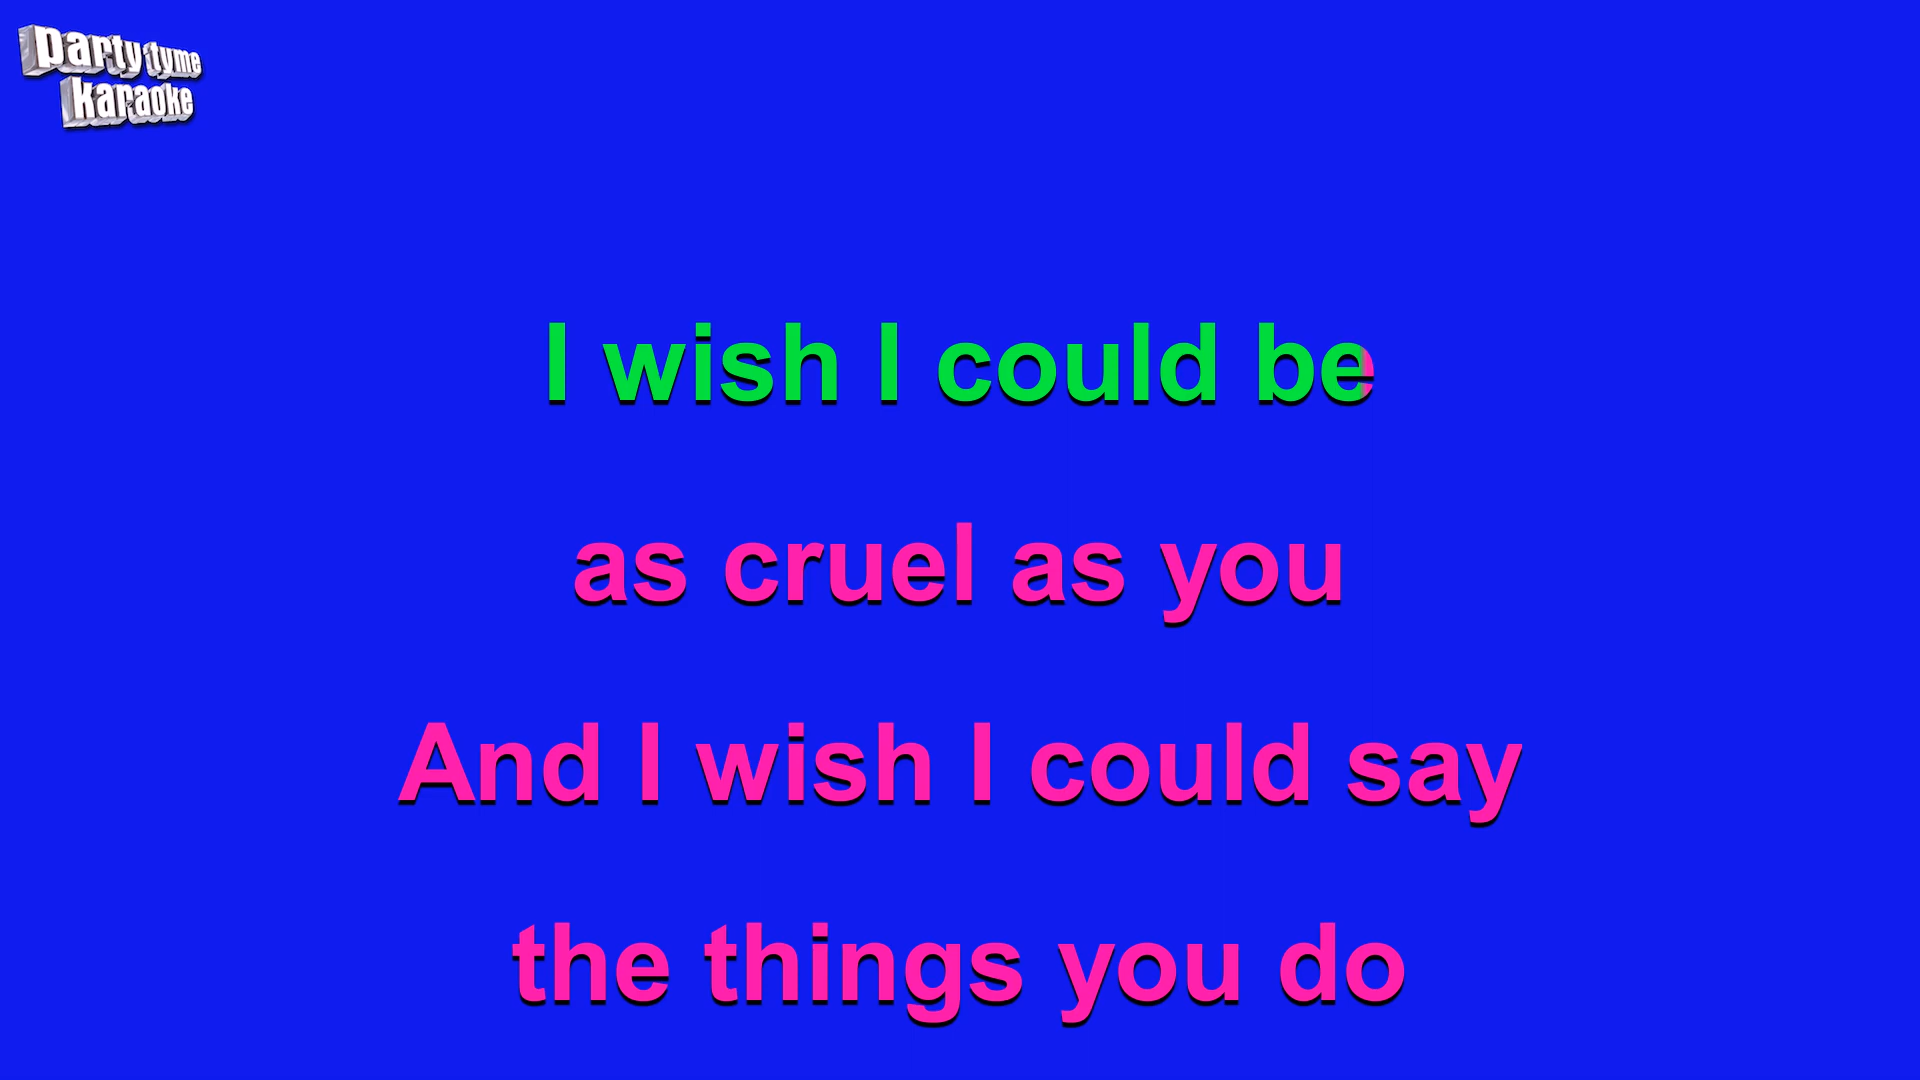 party tyme
karaoke
I wish I could be
as cruel as you
And I wish I could say
the things you do